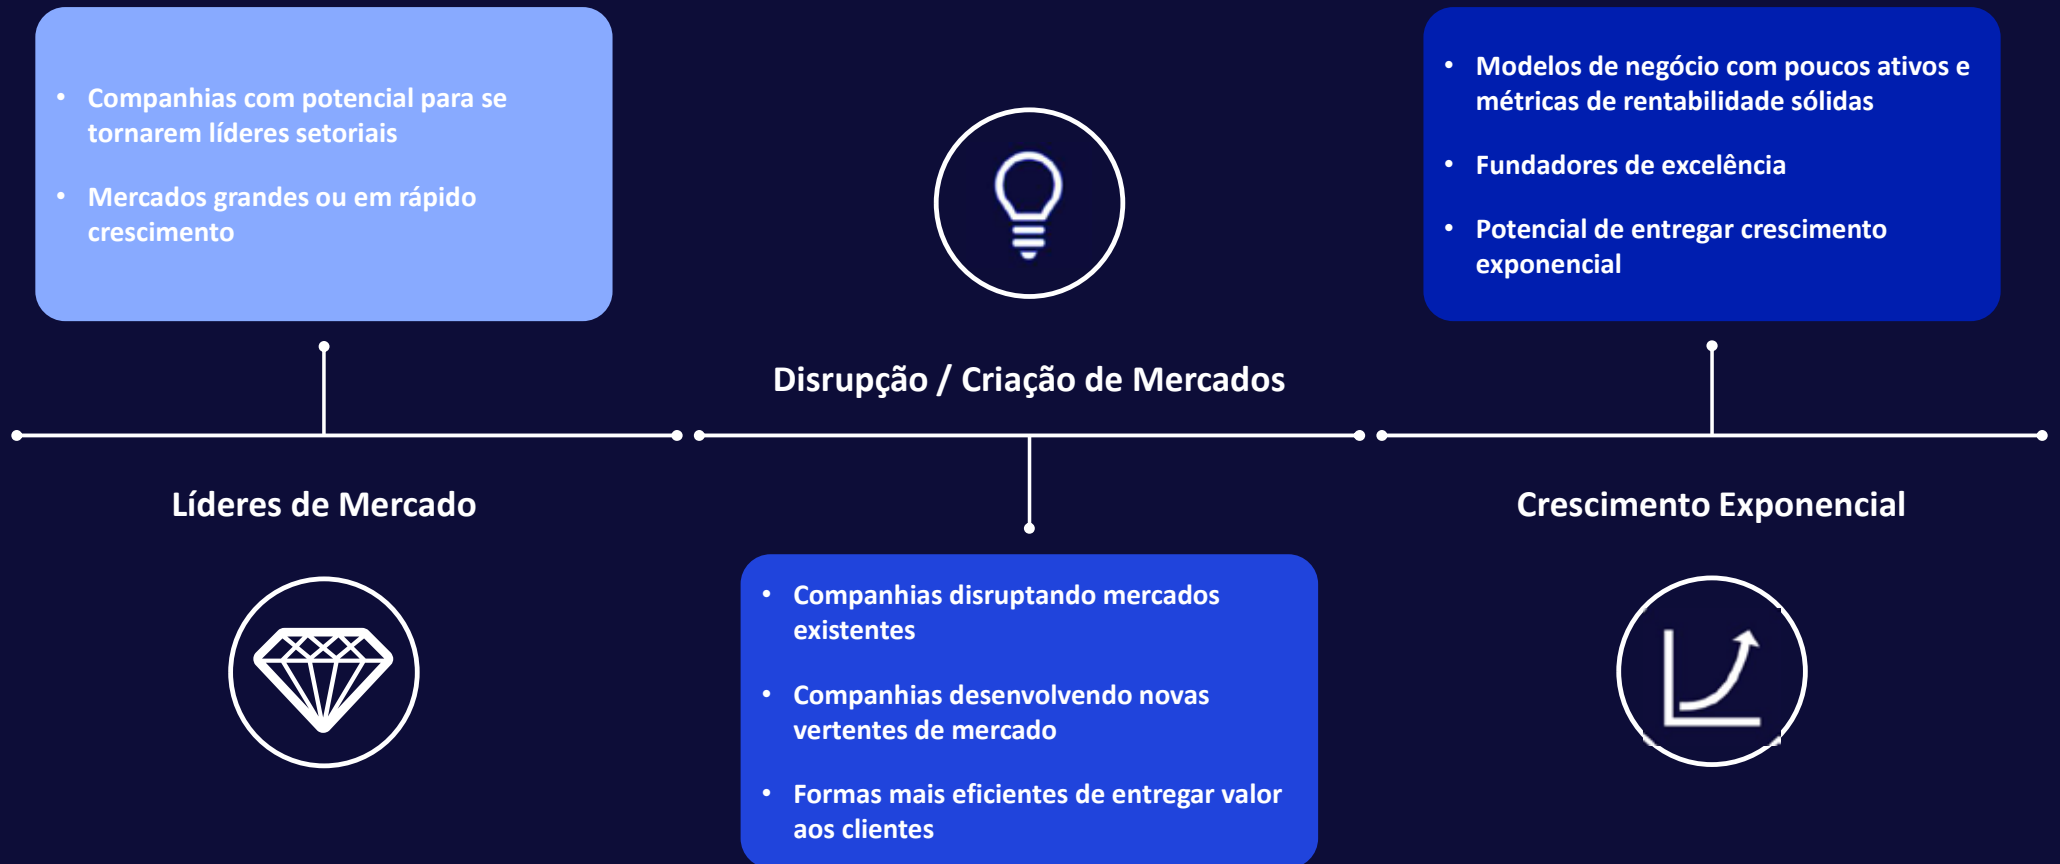 • Companhias com potencial para se
tornarem líderes setoriais
• Mercados grandes ou em rápido
crescimento
Líderes de Mercado
Disrupção / Criação de Mercados
• Companhias disruptando mercados
existentes
• Companhias desenvolvendo novas
vertentes de mercado
• Formas mais eficientes de entregar valor
aos clientes
• Modelos de negócio com poucos ativos e
métricas de rentabilidade sólidas
• Fundadores de excelência
• Potencial de entregar crescimento
exponencial
Crescimento Exponencial